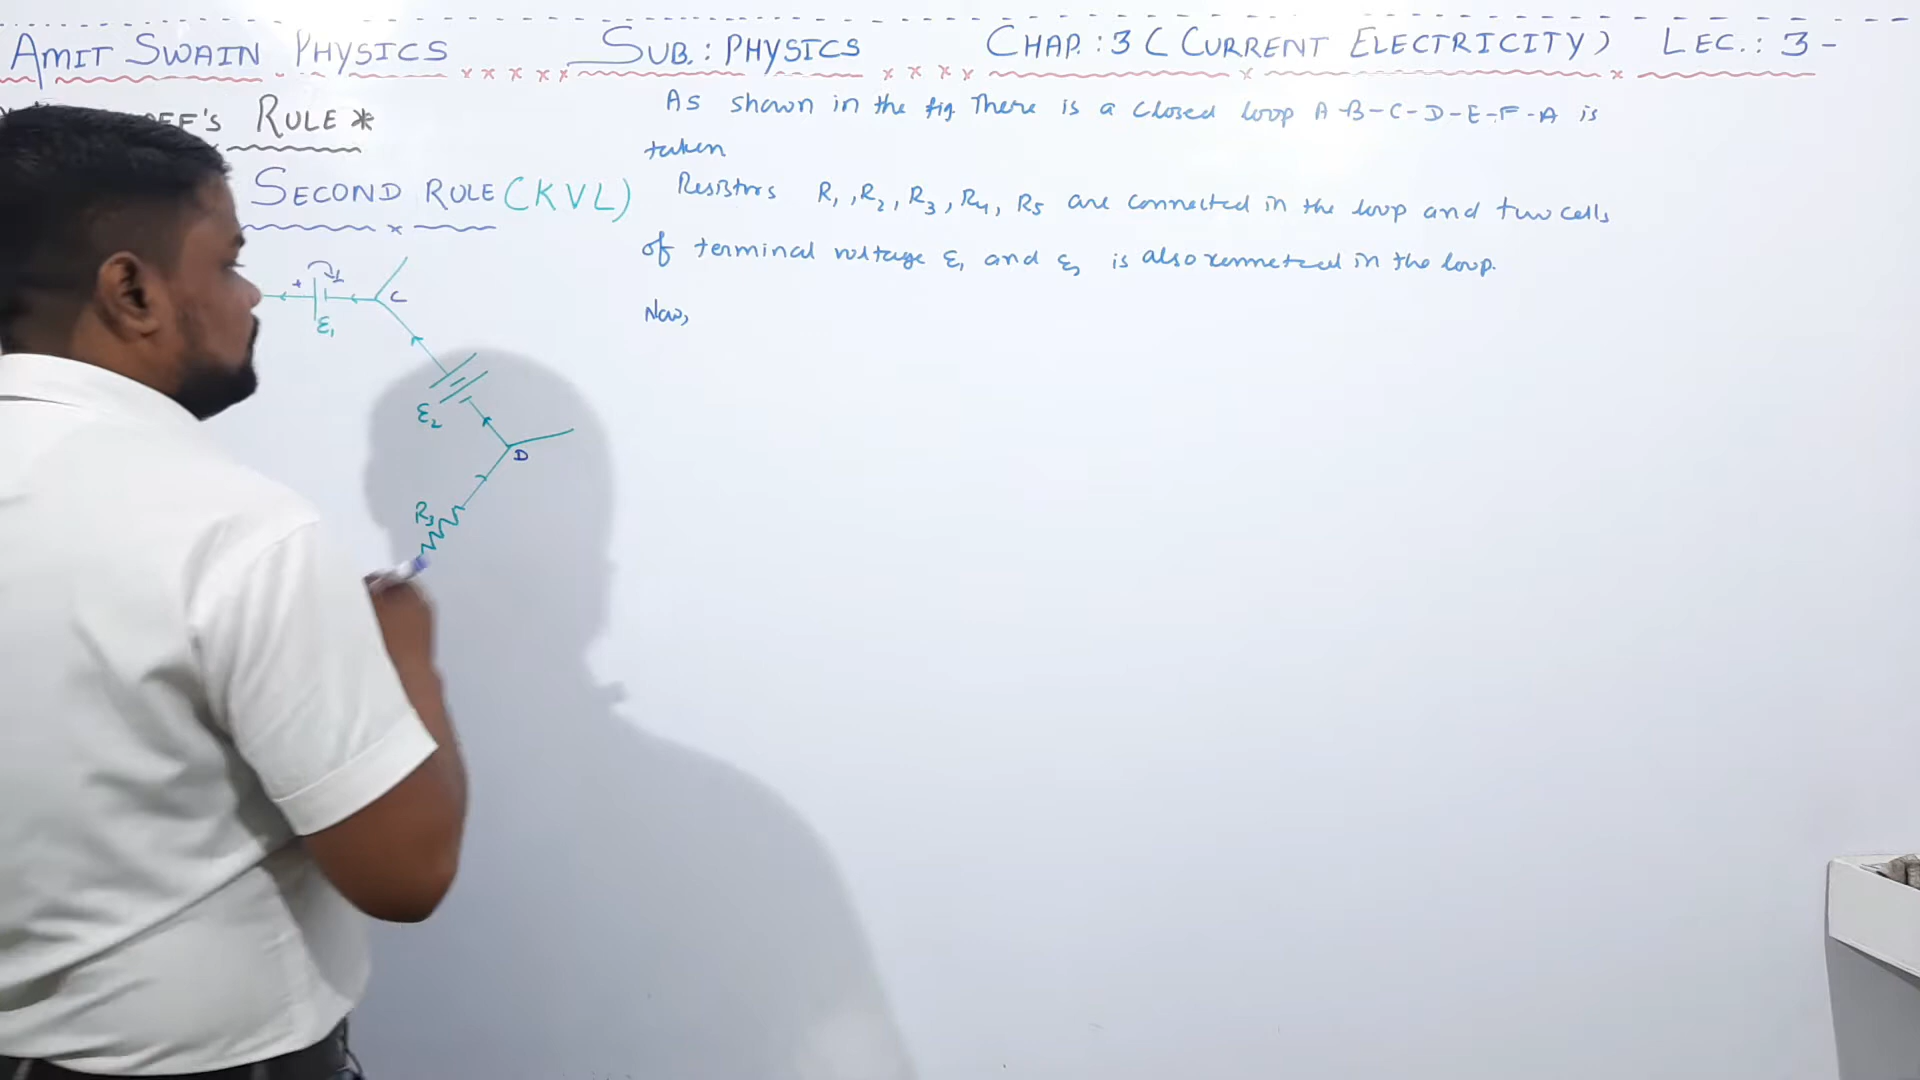 AMIT SWAIN PHYSICS SUB.: PHYSICS CHAP.: 3 (CURRENT ELECTRICITY) LEC.: 3-
FF'S RULE *
SECOND RULE (KVL)
As shown in the fig There is a closed loop A-B-C-D-E-F-A is
taken
Resistors R1, R2, R3, R4, R5 are connected in the loop and two cells
of terminal voltage ε1 and ε2 is also connected in the loop.
Now,
+
C
ε1
ε2
D
R3